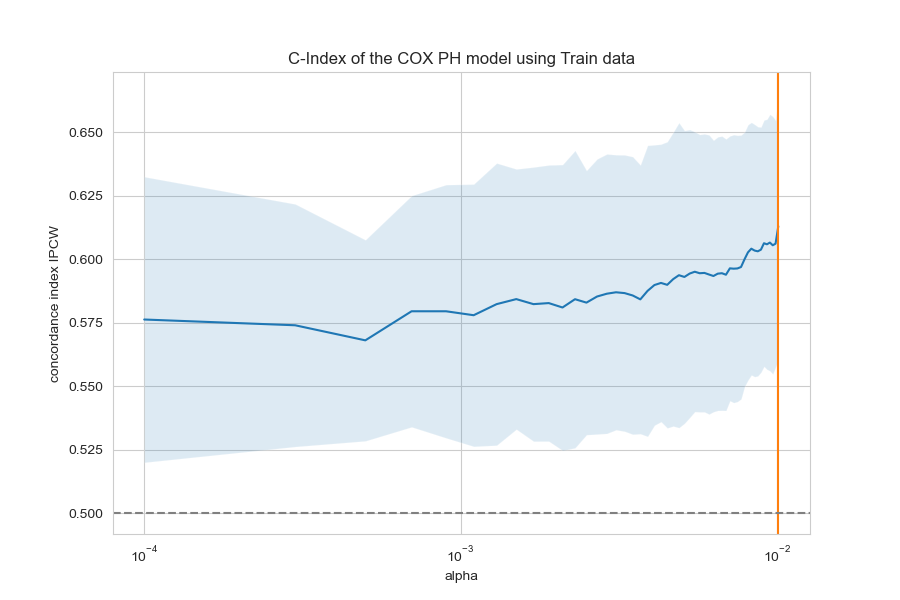 C-Index of the COX PH model using Train data
concordance index IPCW
0.650
0.625
0.600
0.575
0.550
0.525
0.500
10⁻⁴ 10⁻³ 10⁻²
alpha